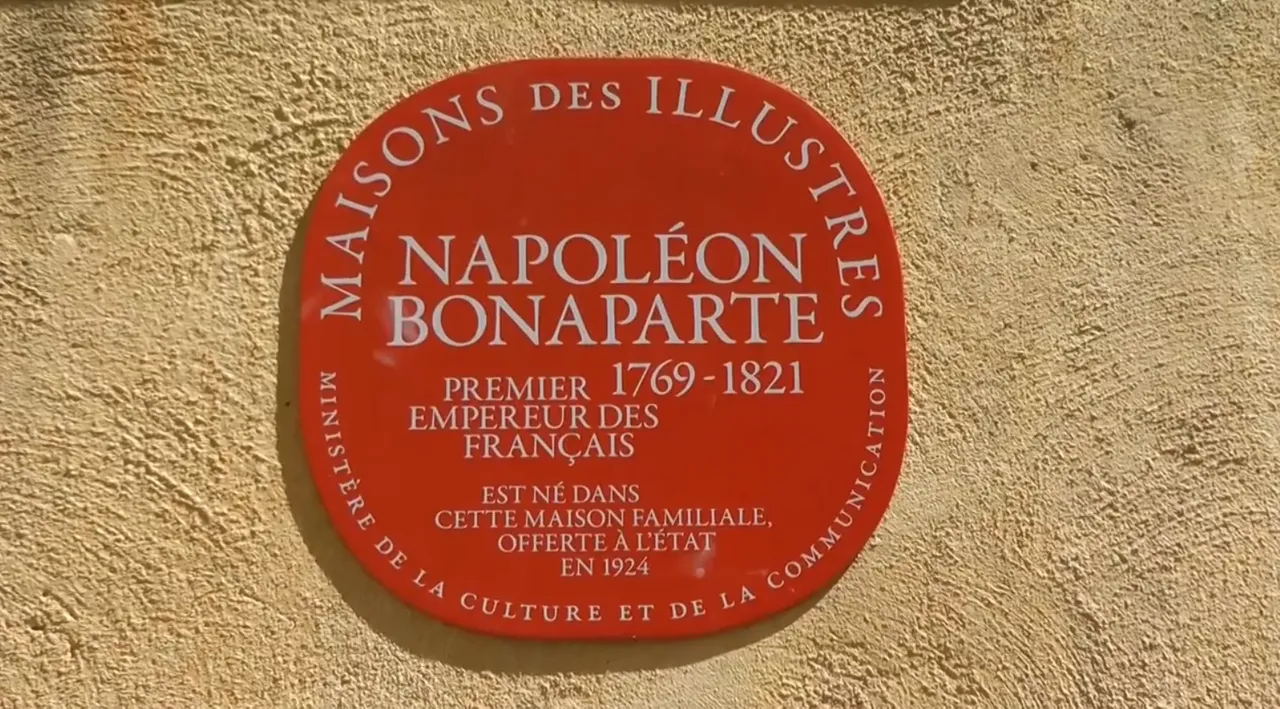 MAISONS DES ILLUSTRES
NAPOLÉON
BONAPARTE
1769-1821
PREMIER
EMPEREUR DES
FRANÇAIS
EST NÉ DANS
CETTE MAISON FAMILIALE,
OFFERTE À L'ÉTAT
EN 1924
MINISTÈRE DE LA CULTURE ET DE LA COMMUNICATION